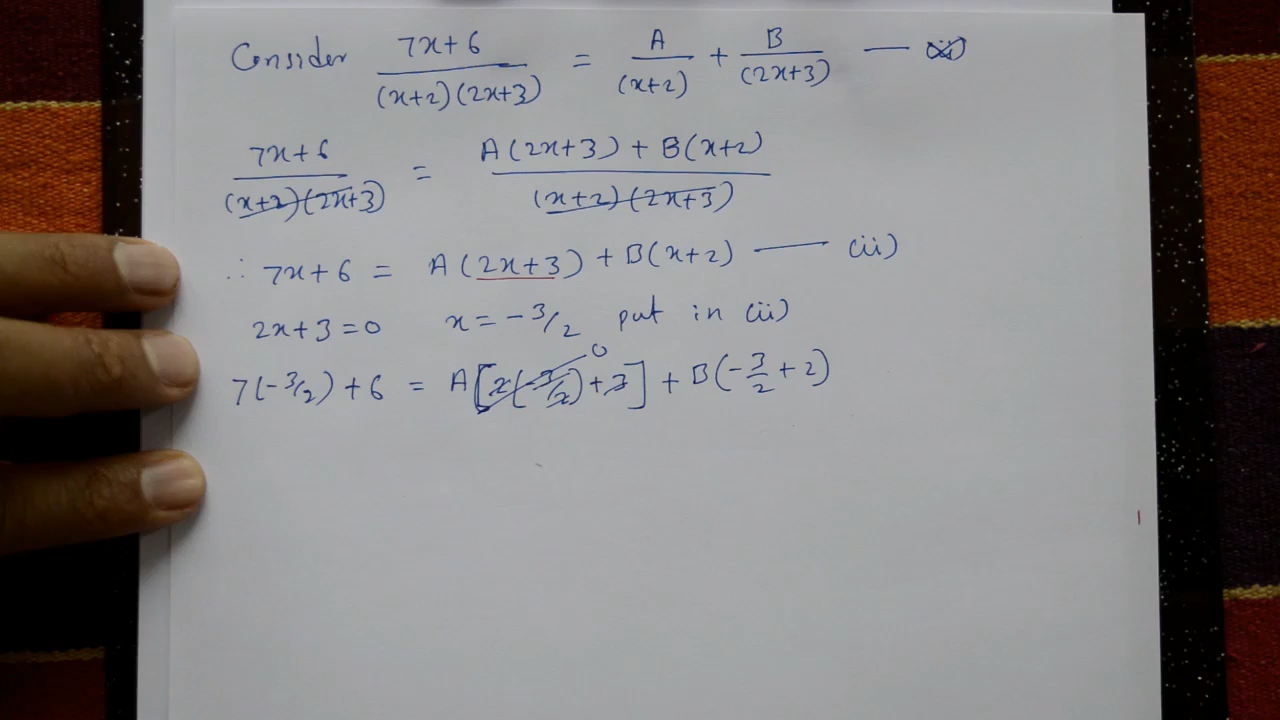 Consider (7x+6)/((x+2)(2x+3)) = A/(x+2) + B/(2x+3) —
(7x+6)/((x+2)(2x+3)) = (A(2x+3) + B(x+2))/((x+2)(2x+3))
∴ 7x+6 = A(2x+3) + B(x+2) — (ii)
2x+3=0 x = -3/2 put in (ii)
7(-3/2)+6 = A[2(-3/2)+3] 0 + B(-3/2+2)